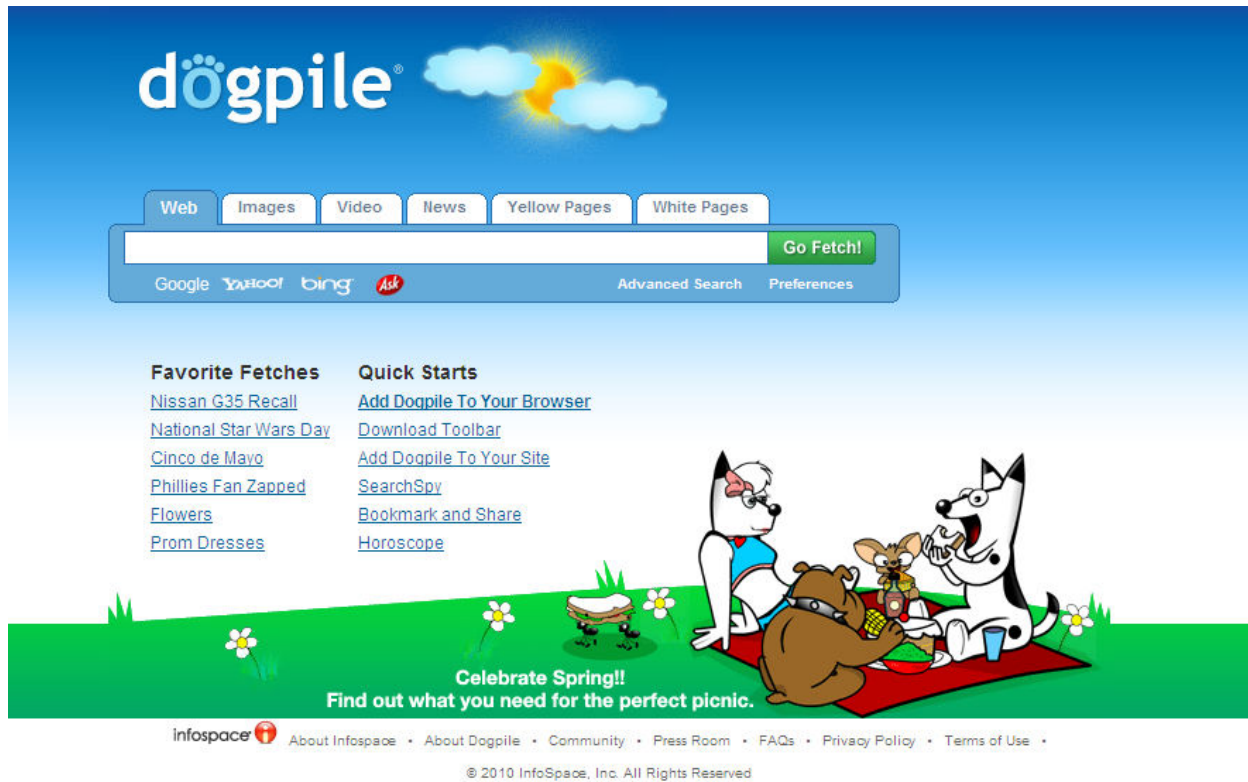 dogpile®
Web Images Video News Yellow Pages White Pages
Go Fetch!
Google YAHOO! bing Ask Advanced Search Preferences
Favorite Fetches
Nissan G35 Recall
National Star Wars Day
Cinco de Mayo
Phillies Fan Zapped
Flowers
Prom Dresses
Quick Starts
Add Dogpile To Your Browser
Download Toolbar
Add Dogpile To Your Site
SearchSpy
Bookmark and Share
Horoscope
Celebrate Spring!!
Find out what you need for the perfect picnic.
infospace About Infospace • About Dogpile • Community • Press Room • FAQs • Privacy Policy • Terms of Use •
© 2010 InfoSpace, Inc. All Rights Reserved